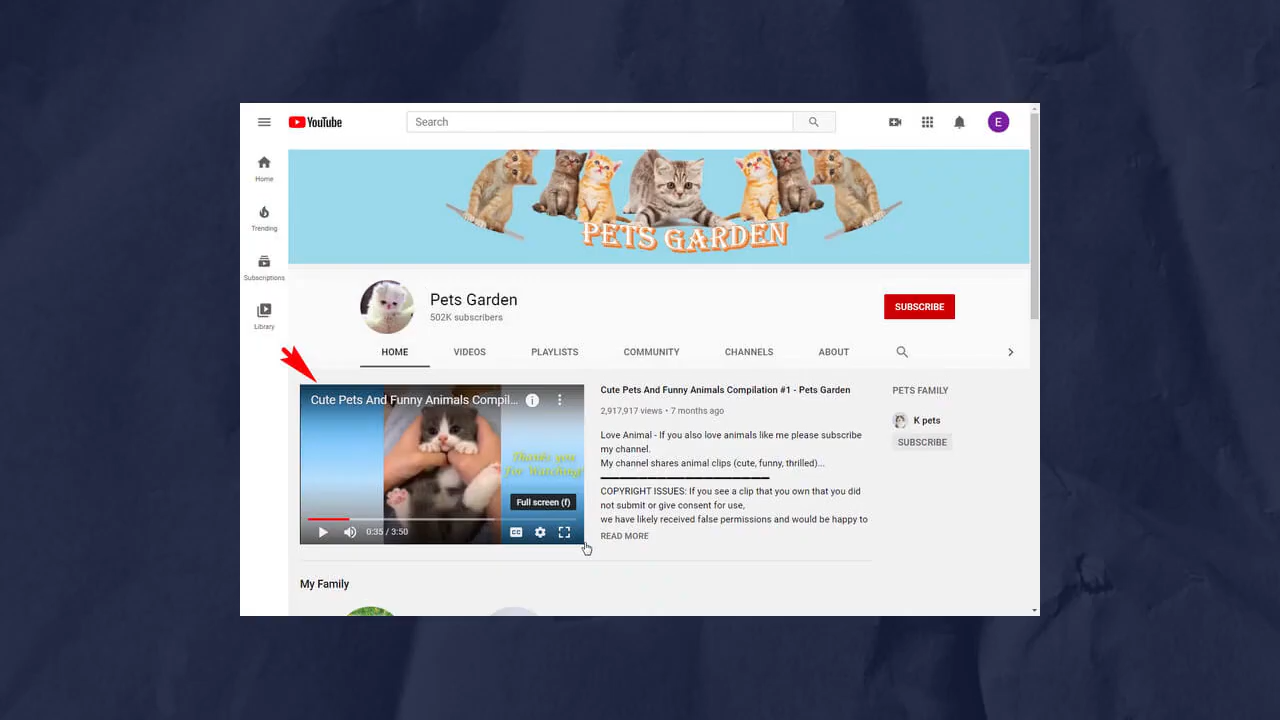 YouTube
Search
E
Home
Trending
Subscriptions
Library
PETS GARDEN
Pets Garden
502K subscribers
SUBSCRIBE
HOME VIDEOS PLAYLISTS COMMUNITY CHANNELS ABOUT
Cute Pets And Funny Animals Compil...
Thank you
For Watching!
Full screen (f)
0:35 / 3:50
Cute Pets And Funny Animals Compilation #1 - Pets Garden
2,917,917 views • 7 months ago
Love Animal - If you also love animals like me please subscribe
my channel.
My channel shares animal clips (cute, funny, thrilled)...
COPYRIGHT ISSUES: If you see a clip that you own that you did
not submit or give consent for use,
we have likely received false permissions and would be happy to
READ MORE
PETS FAMILY
K pets
SUBSCRIBE
My Family